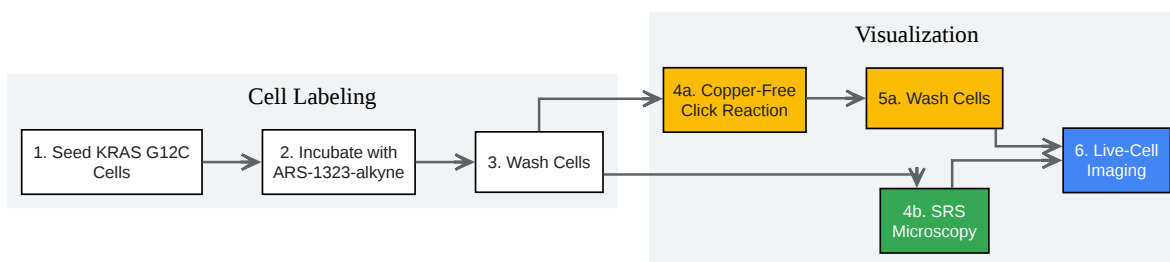 Visualization
Cell Labeling
4a. Copper-Free
Click Reaction
5a. Wash Cells
1. Seed KRAS G12C
Cells
2. Incubate with
ARS-1323-alkyne
3. Wash Cells
6. Live-Cell
Imaging
4b. SRS
Microscopy